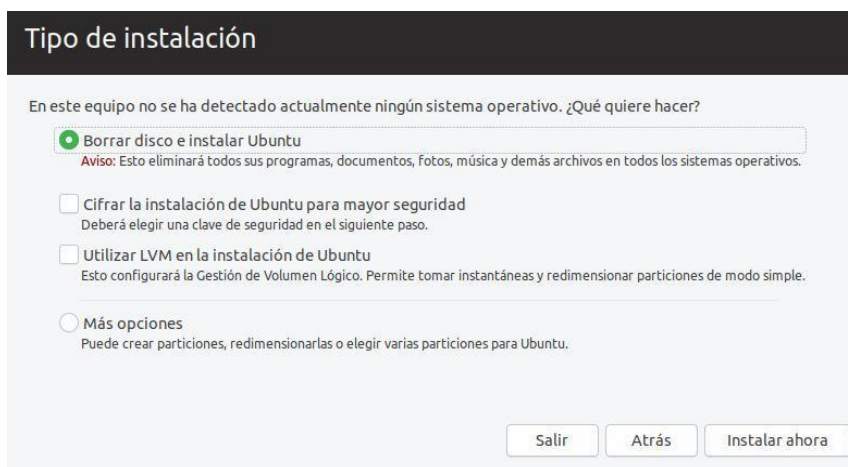 Tipo de instalación
En este equipo no se ha detectado actualmente ningún sistema operativo. ¿Qué quiere hacer?
Borrar disco e instalar Ubuntu
Aviso: Esto eliminará todos sus programas, documentos, fotos, música y demás archivos en todos los sistemas operativos.
Cifrar la instalación de Ubuntu para mayor seguridad
Deberá elegir una clave de seguridad en el siguiente paso.
Utilizar LVM en la instalación de Ubuntu
Esto configurará la Gestión de Volumen Lógico. Permite tomar instantáneas y redimensionar particiones de modo simple.
Más opciones
Puede crear particiones, redimensionarlas o elegir varias particiones para Ubuntu.
Salir Atrás Instalar ahora